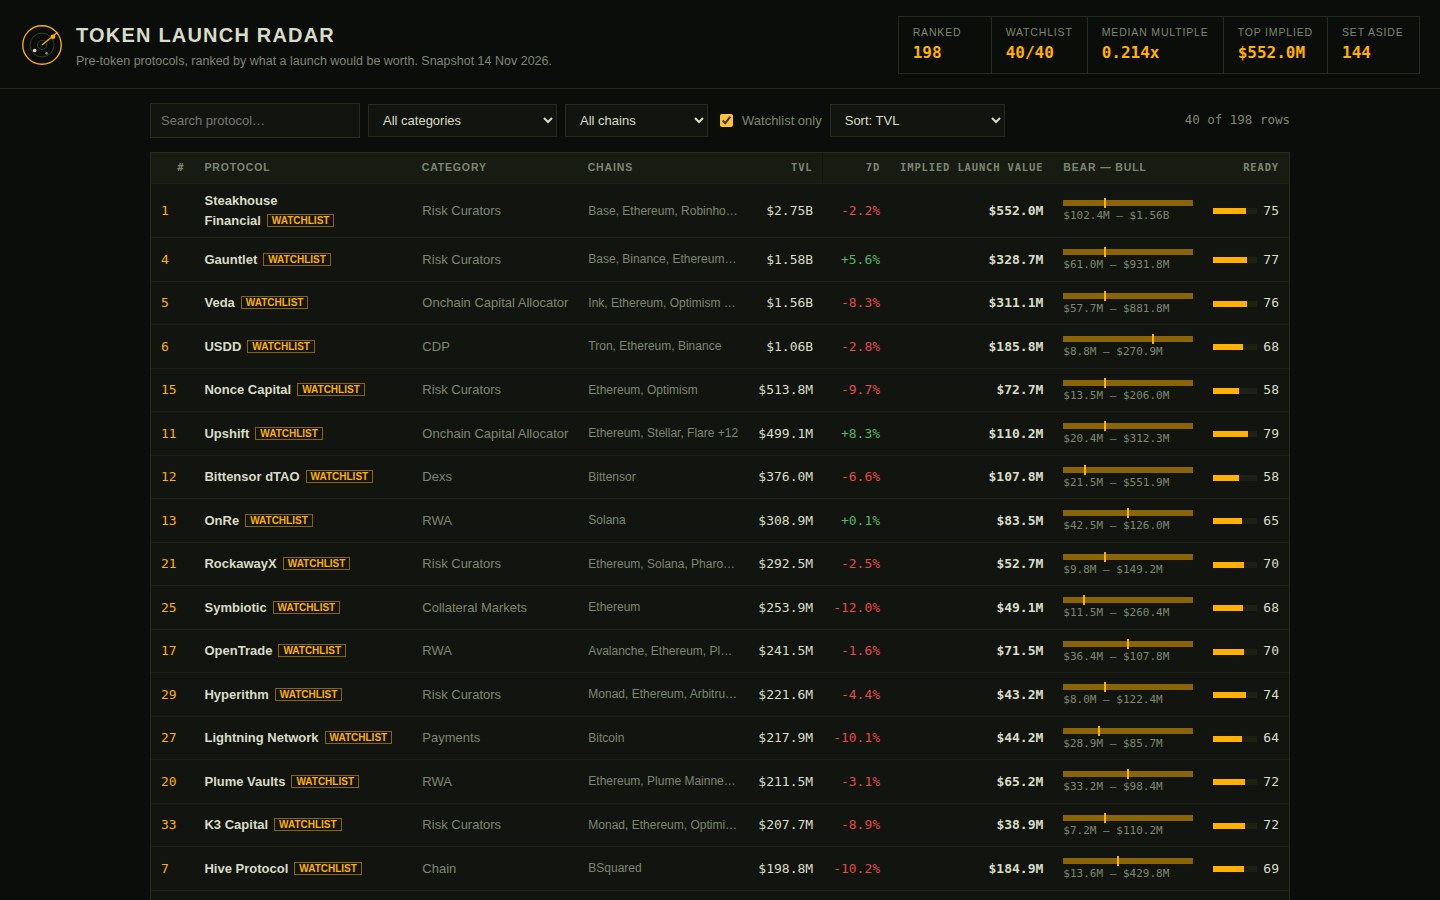 TOKEN LAUNCH RADAR
Pre-token protocols, ranked by what a launch would be worth. Snapshot 14 Nov 2026.
RANKED WATCHLIST MEDIAN MULTIPLE TOP IMPLIED SET ASIDE
198 40/40 0.214x $552.0M 144
Search protocol… All categories All chains Watchlist only Sort: TVL 40 of 198 rows
# PROTOCOL CATEGORY CHAINS TVL 7D IMPLIED LAUNCH VALUE BEAR — BULL READY
1 Steakhouse Financial WATCHLIST Risk Curators Base, Ethereum, Robinho… $2.75B -2.2% $552.0M $102.4M — $1.56B 75
4 Gauntlet WATCHLIST Risk Curators Base, Binance, Ethereum… $1.58B +5.6% $328.7M $61.0M — $931.8M 77
5 Veda WATCHLIST Onchain Capital Allocator Ink, Ethereum, Optimism … $1.56B -8.3% $311.1M $57.7M — $881.8M 76
6 USDD WATCHLIST CDP Tron, Ethereum, Binance $1.06B -2.8% $185.8M $8.8M — $270.9M 68
15 Nonce Capital WATCHLIST Risk Curators Ethereum, Optimism $513.8M -9.7% $72.7M $13.5M — $206.0M 58
11 Upshift WATCHLIST Onchain Capital Allocator Ethereum, Stellar, Flare +12 $499.1M +8.3% $110.2M $20.4M — $312.3M 79
12 Bittensor dTAO WATCHLIST Dexs Bittensor $376.0M -6.6% $107.8M $21.5M — $551.9M 58
13 OnRe WATCHLIST RWA Solana $308.9M +0.1% $83.5M $42.5M — $126.0M 65
21 RockawayX WATCHLIST Risk Curators Ethereum, Solana, Pharo… $292.5M -2.5% $52.7M $9.8M — $149.2M 70
25 Symbiotic WATCHLIST Collateral Markets Ethereum $253.9M -12.0% $49.1M $11.5M — $260.4M 68
17 OpenTrade WATCHLIST RWA Avalanche, Ethereum, Pl… $241.5M -1.6% $71.5M $36.4M — $107.8M 70
29 Hyperithm WATCHLIST Risk Curators Monad, Ethereum, Arbitru… $221.6M -4.4% $43.2M $8.0M — $122.4M 74
27 Lightning Network WATCHLIST Payments Bitcoin $217.9M -10.1% $44.2M $28.9M — $85.7M 64
20 Plume Vaults WATCHLIST RWA Ethereum, Plume Mainne… $211.5M -3.1% $65.2M $33.2M — $98.4M 72
33 K3 Capital WATCHLIST Risk Curators Monad, Ethereum, Optimi… $207.7M -8.9% $38.9M $7.2M — $110.2M 72
7 Hive Protocol WATCHLIST Chain BSquared $198.8M -10.2% $184.9M $13.6M — $429.8M 69